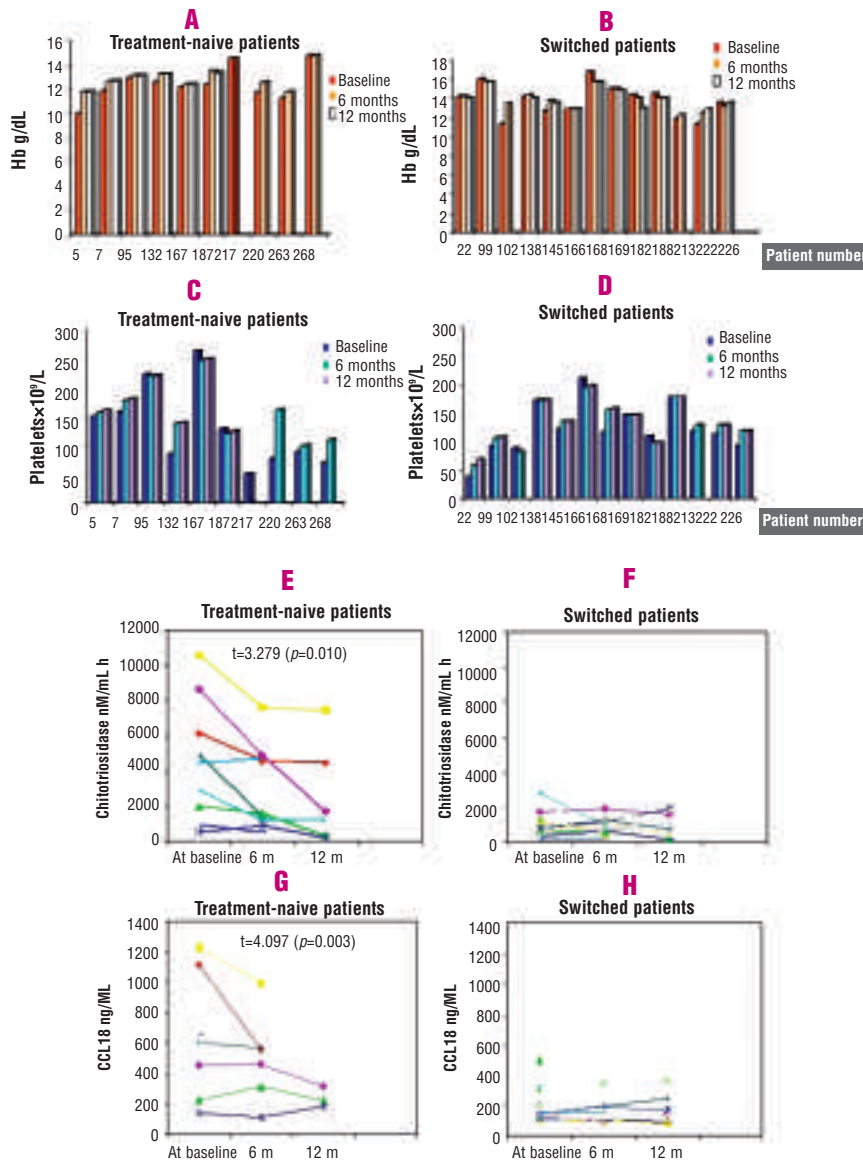 A
Treatment-naive patients
Hb g/dL
16
14
12
10
8
6
4
2
0
Baseline
6 months
12 months
5 7 95 132 167 187 217 220 263 268
B
Switched patients
Hb g/dL
18
16
14
12
10
8
6
4
2
0
Baseline
6 months
12 months
22 99 102 138 145 166 168 169 182 188 213 222 226
Patient number
C
Treatment-naive patients
Platelets×10⁹/L
300
250
200
150
100
50
0
Baseline
6 months
12 months
5 7 95 132 167 187 217 220 263 268
D
Switched patients
Platelets×10⁹/L
300
200
150
100
50
0
Baseline
6 months
12 months
22 99 102 138 145 166 168 169 182 188 2132 222 226
Patient number
E
Treatment-naive patients
t=3.279 (p=0.010)
Chitotriosidase nM/mL h
12000
10000
8000
6000
4000
2000
0
At baseline 6 m 12 m
F
Switched patients
Chitotriosidase nM/mL h
12000
10000
8000
6000
4000
2000
0
At baseline 6 m 12 m
G
Treatment-naive patients
t=4.097 (p=0.003)
CCL18 ng/ML
1400
1200
1000
800
600
400
200
0
At baseline 6 m 12 m
H
Switched patients
CCL18 ng/ML
1400
1200
1000
800
600
400
200
0
At baseline 6 m 12 m